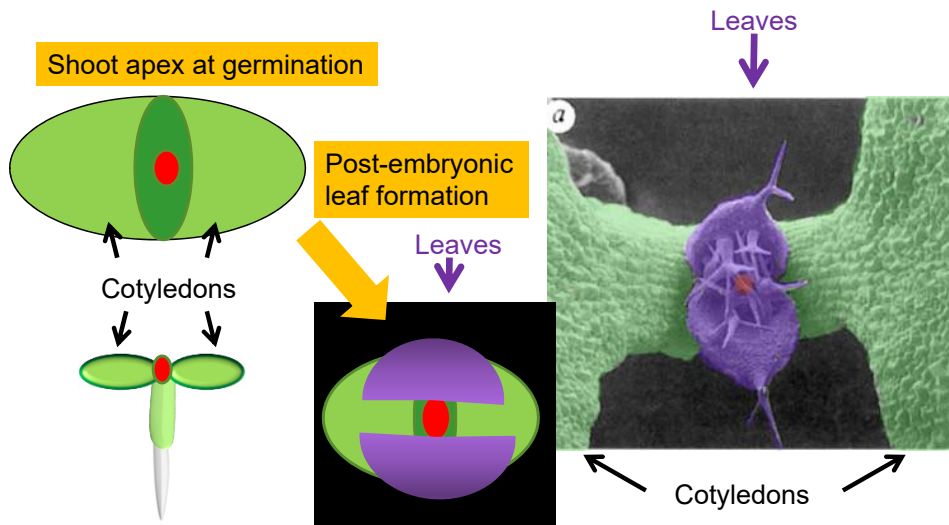 Leaves
Shoot apex at germination
a
Post-embryonic
leaf formation
Leaves
Cotyledons
Cotyledons